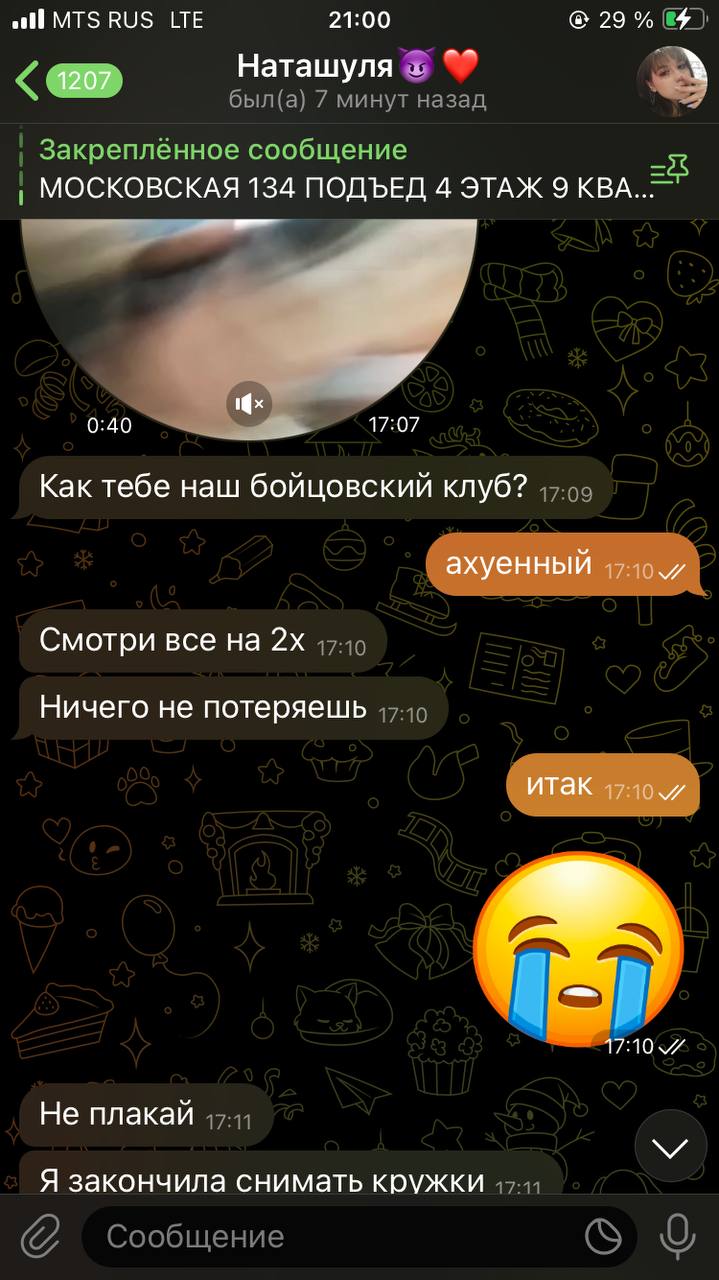 MTS RUS LTE 21:00 29 %
1207 Наташуля😈❤️
был(а) 7 минут назад
Закреплённое сообщение
МОСКОВСКАЯ 134 ПОДЪЕД 4 ЭТАЖ 9 КВА...
0:40 17:07
Как тебе наш бойцовский клуб? 17:09
ахуенный 17:10
Смотри все на 2х 17:10
Ничего не потеряешь 17:10
итак 17:10
😭
17:10
Не плакай 17:11
Я закончила снимать кружки 17:11
Сообщение